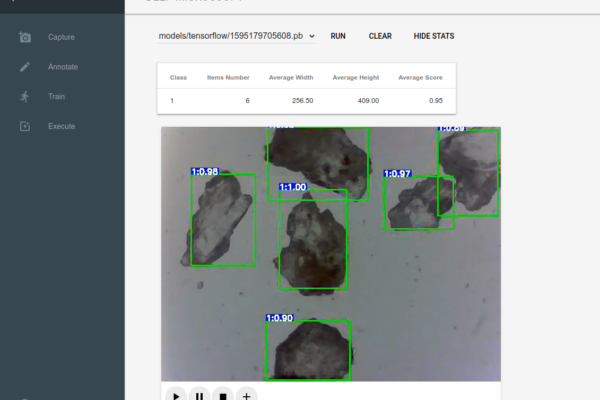 models/tensorflow/1595179705608.pb RUN CLEAR HIDE STATS
Capture
Annotate
Train
Execute
Class Items Number Average Width Average Height Average Score
1 6 256.50 409.00 0.95
1:0.98
1:1.00
1:0.97
1:0.90